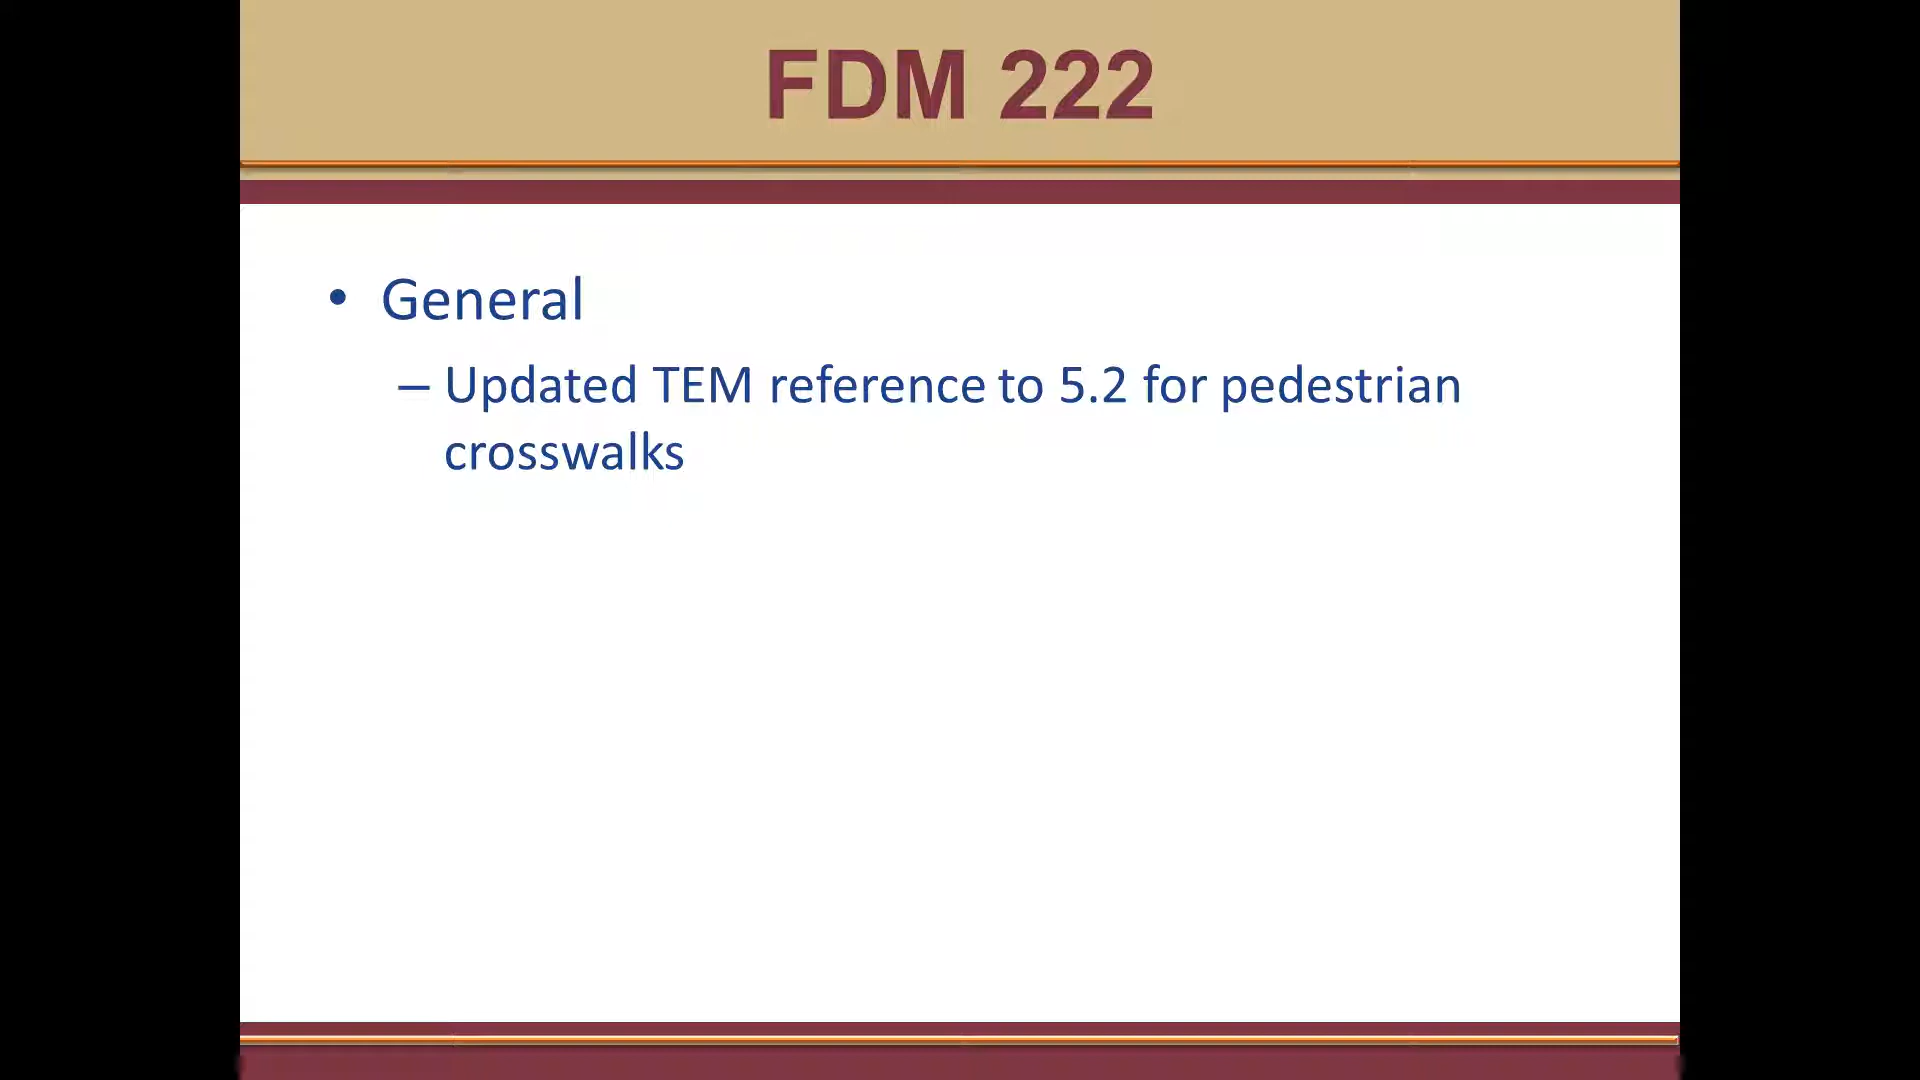 FDM 222
• General
– Updated TEM reference to 5.2 for pedestrian
crosswalks